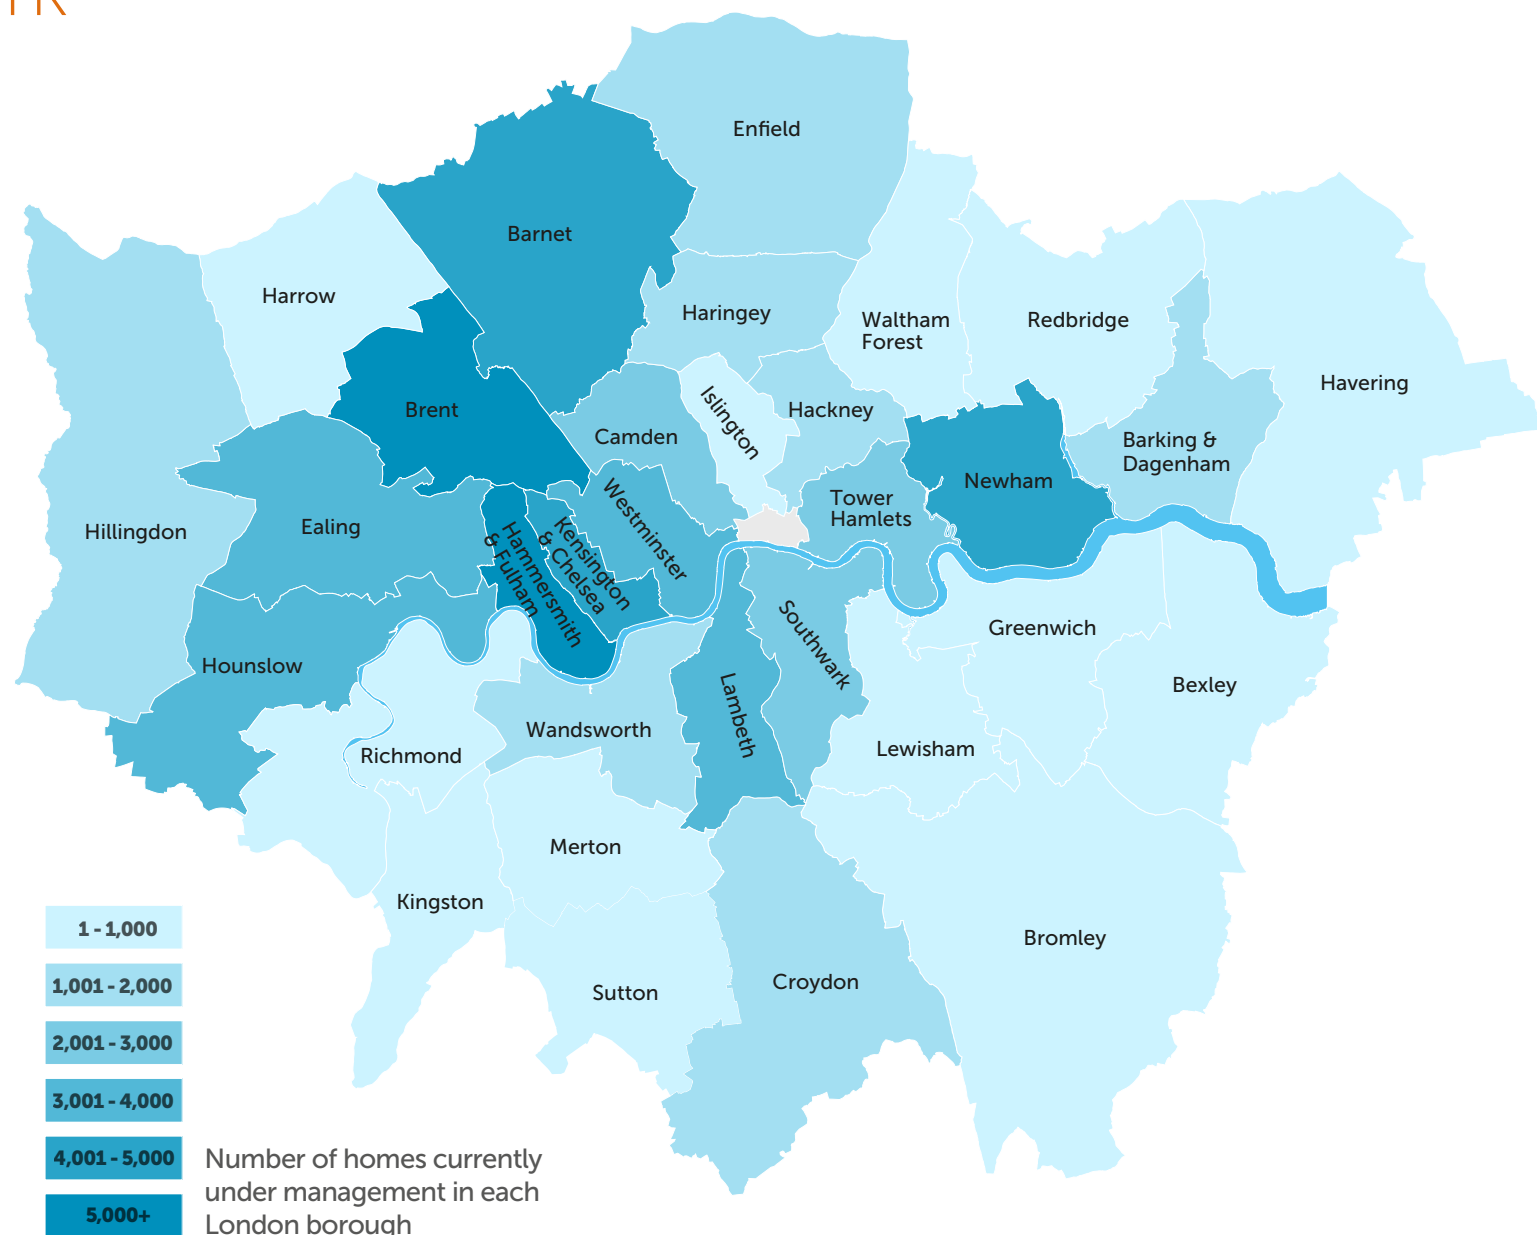 Enfield
Barnet
Harrow
Haringey
Waltham
Forest
Redbridge
Havering
Brent
Camden
Islington
Hackney
Barking &
Dagenham
Newham
Tower
Hamlets
Hillingdon
Ealing
Westminster
Kensington
& Chelsea
Hammersmith
& Fulham
Hounslow
Southwark
Greenwich
Bexley
Lambeth
Wandsworth
Richmond
Lewisham
Merton
Kingston
Bromley
Sutton
Croydon
1 - 1,000
1,001 - 2,000
2,001 - 3,000
3,001 - 4,000
4,001 - 5,000
5,000+
Number of homes currently
under management in each
London borough